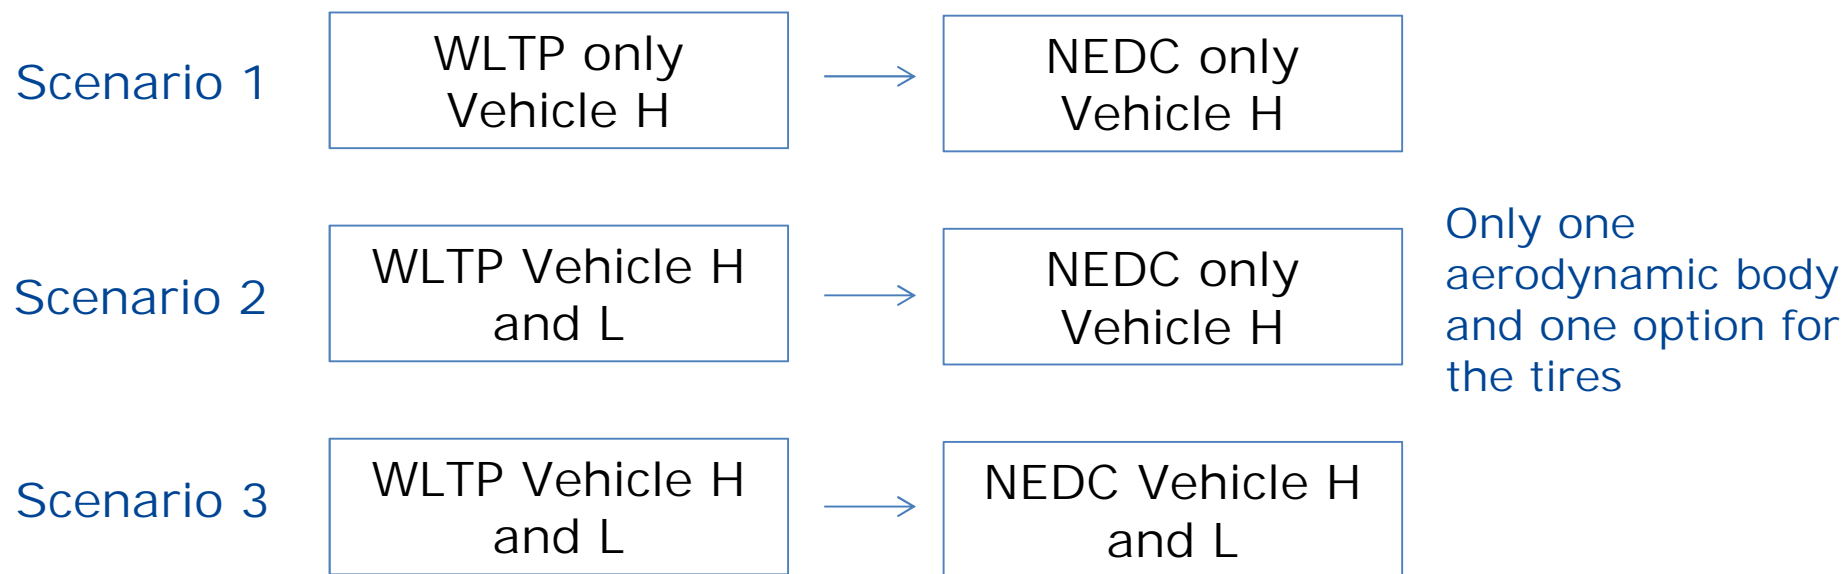 Scenario 1
WLTP only
Vehicle H
NEDC only
Vehicle H
Scenario 2
WLTP Vehicle H
and L
NEDC only
Vehicle H
Only one
aerodynamic body
and one option for
the tires
Scenario 3
WLTP Vehicle H
and L
NEDC Vehicle H
and L